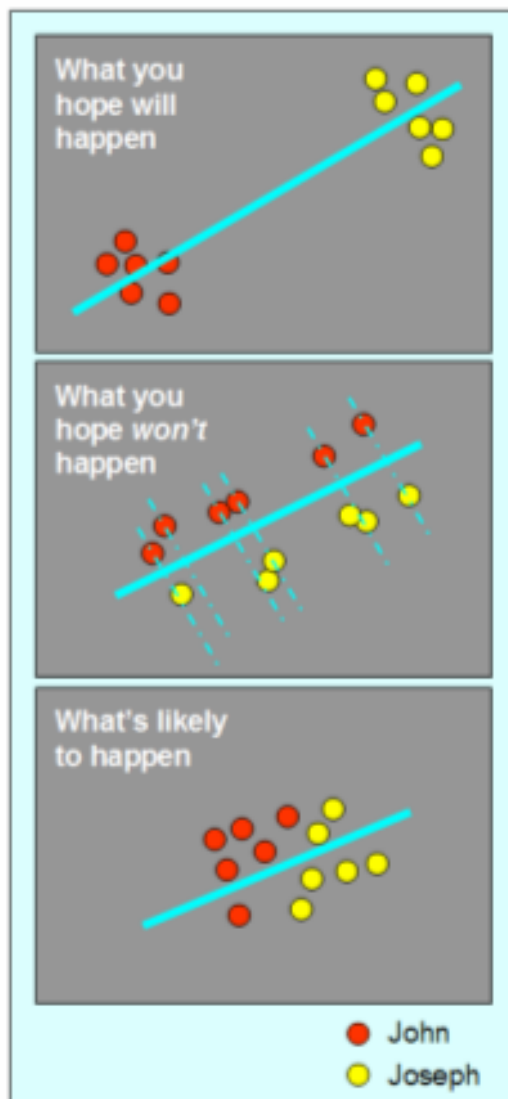 What you
hope will
happen
What you
hope won't
happen
What's likely
to happen
John
Joseph